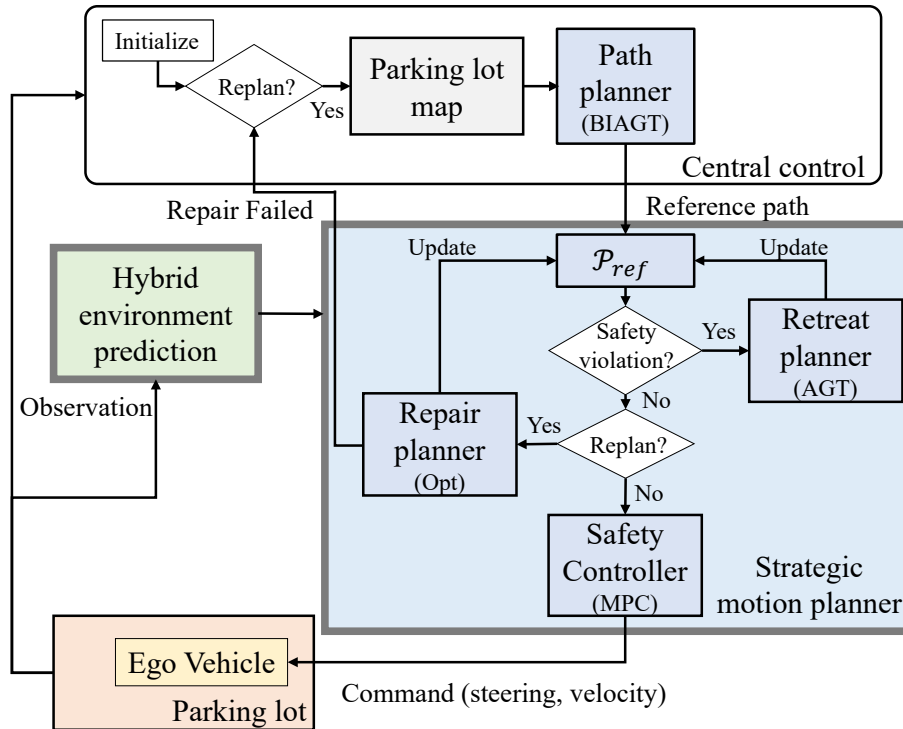 Initialize
Replan?
Yes
Parking lot
map
Path
planner
(BIAGT)
Central control
Repair Failed
Reference path
Update
𝒫_ref
Update
Hybrid
environment
prediction
Safety
violation?
Yes
Retreat
planner
(AGT)
Observation
No
Repair
planner
(Opt)
Yes
Replan?
No
Safety
Controller
(MPC)
Strategic
motion planner
Ego Vehicle
Parking lot
Command (steering, velocity)